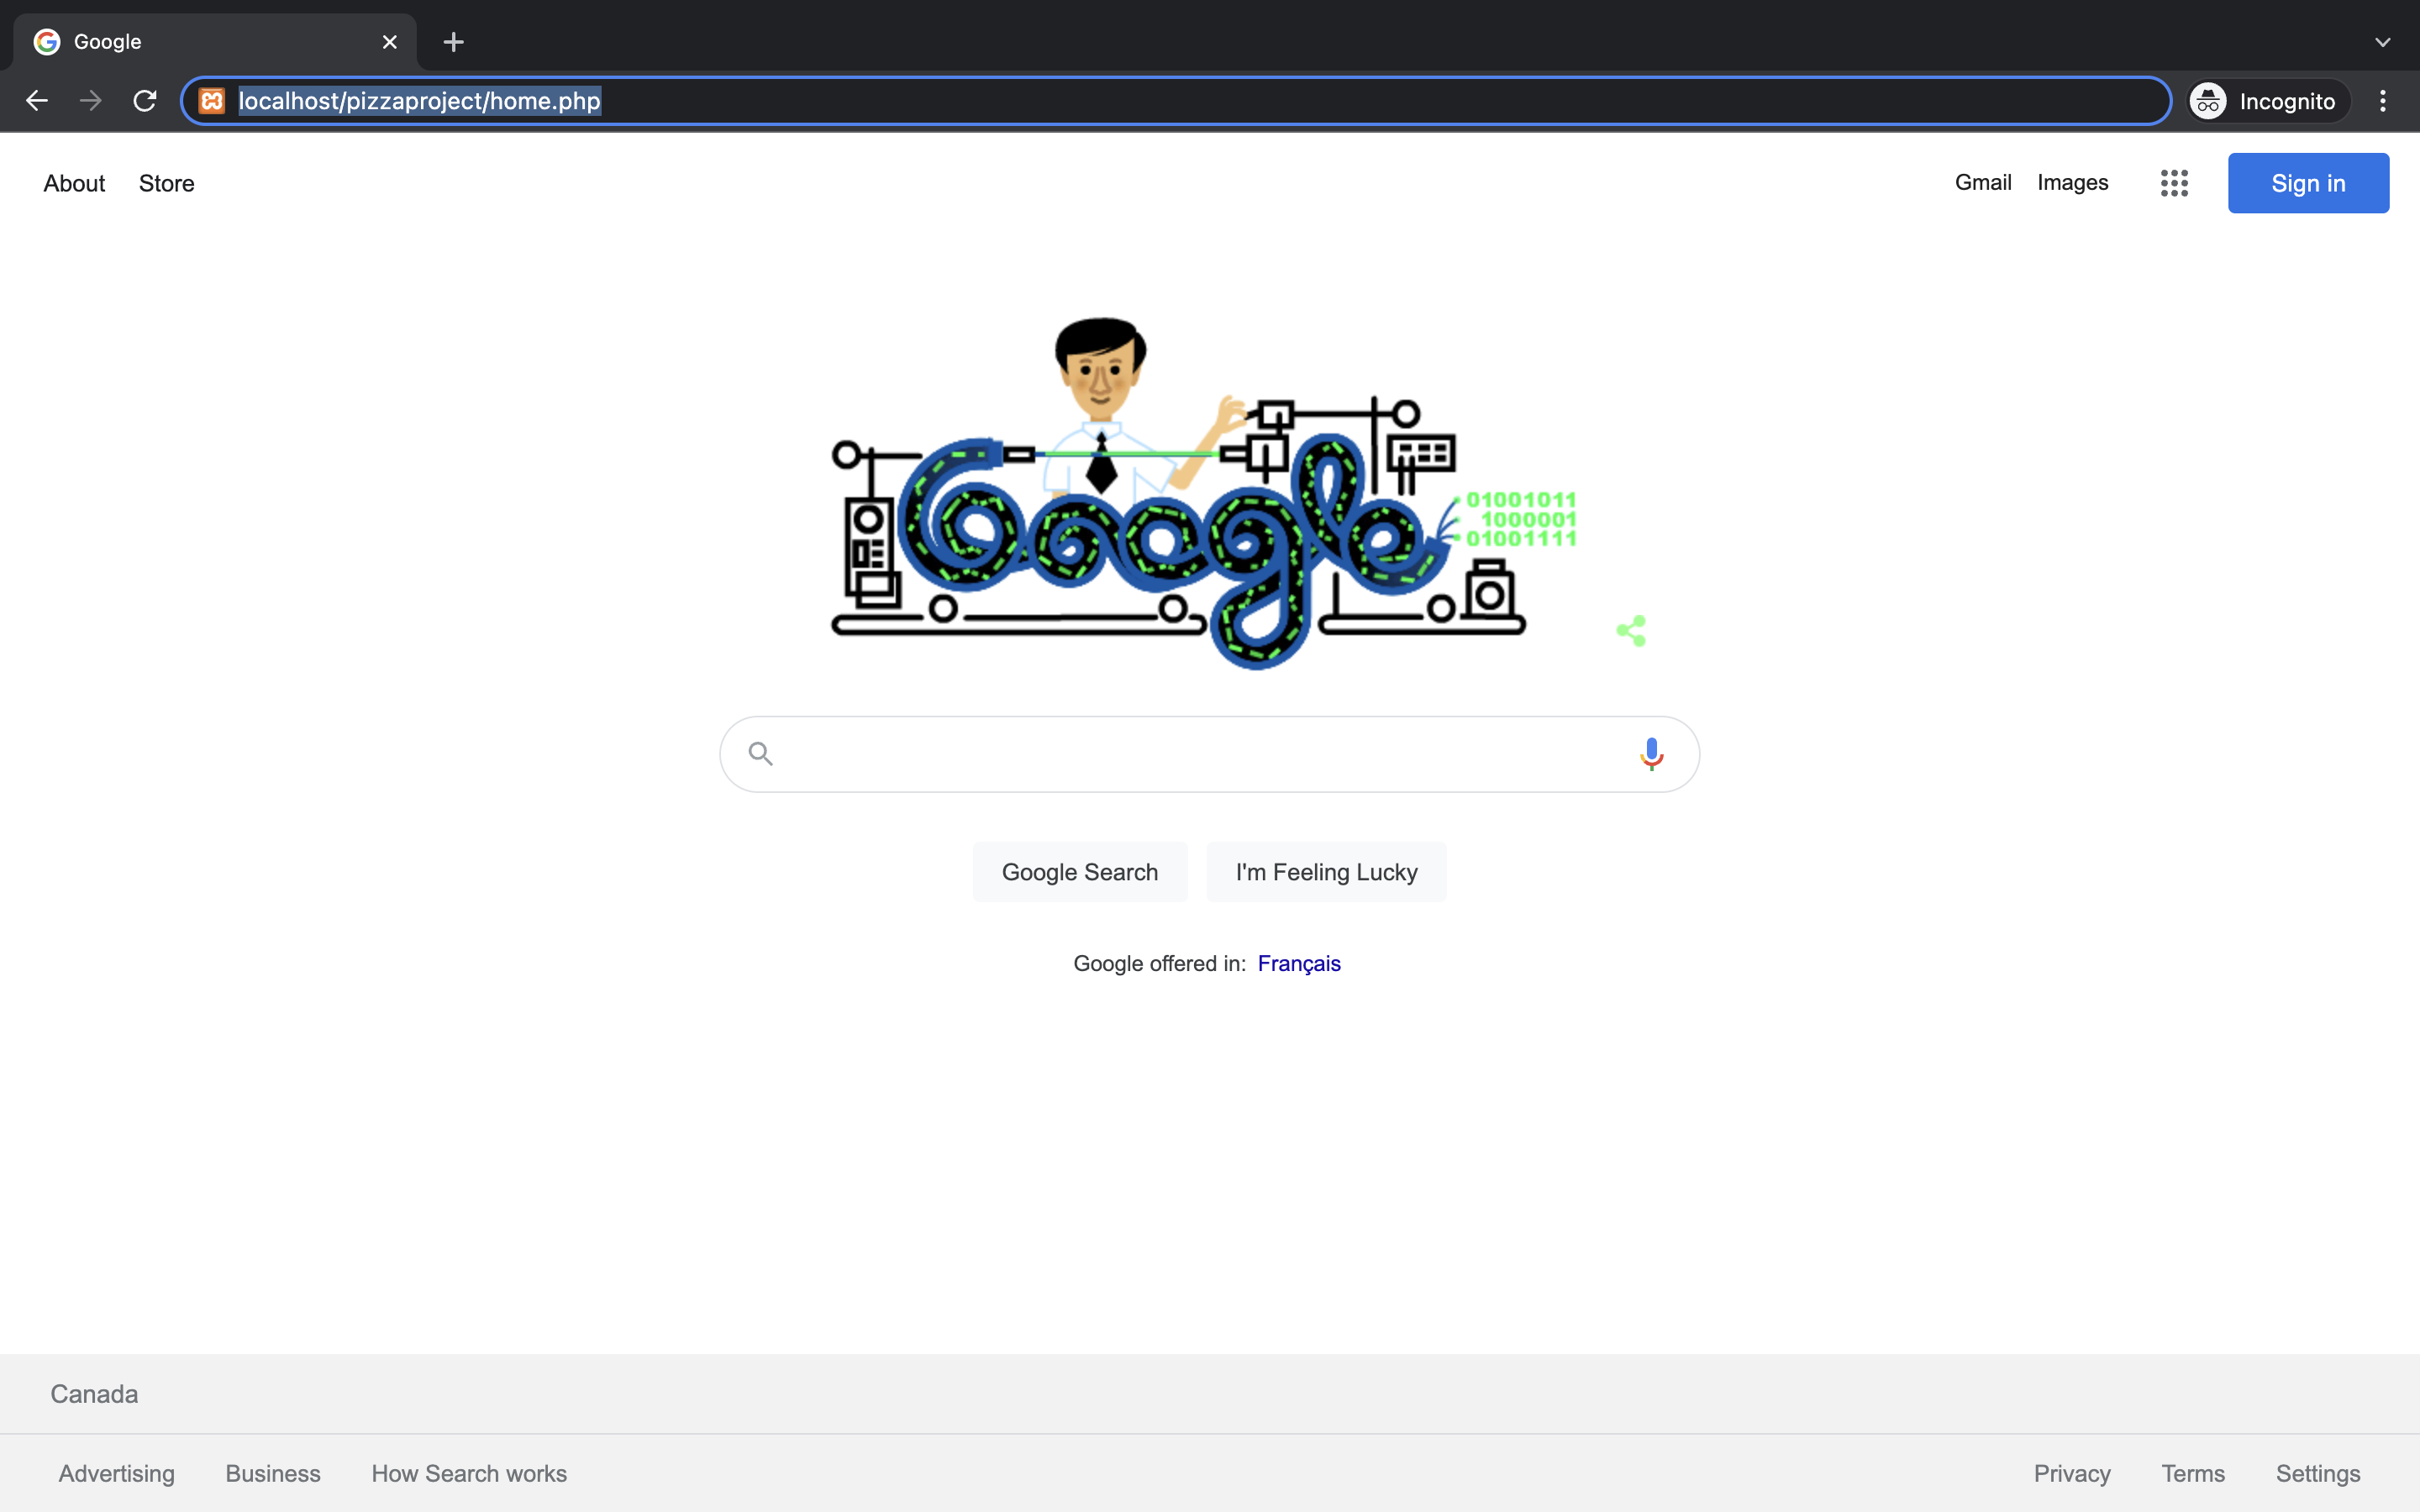 Google
localhost/pizzaproject/home.php
Incognito
About Store
Gmail Images
Sign in
Google
01001011
1000001
01001111
Google Search
I'm Feeling Lucky
Google offered in: Français
Canada
Advertising Business How Search works
Privacy Terms Settings